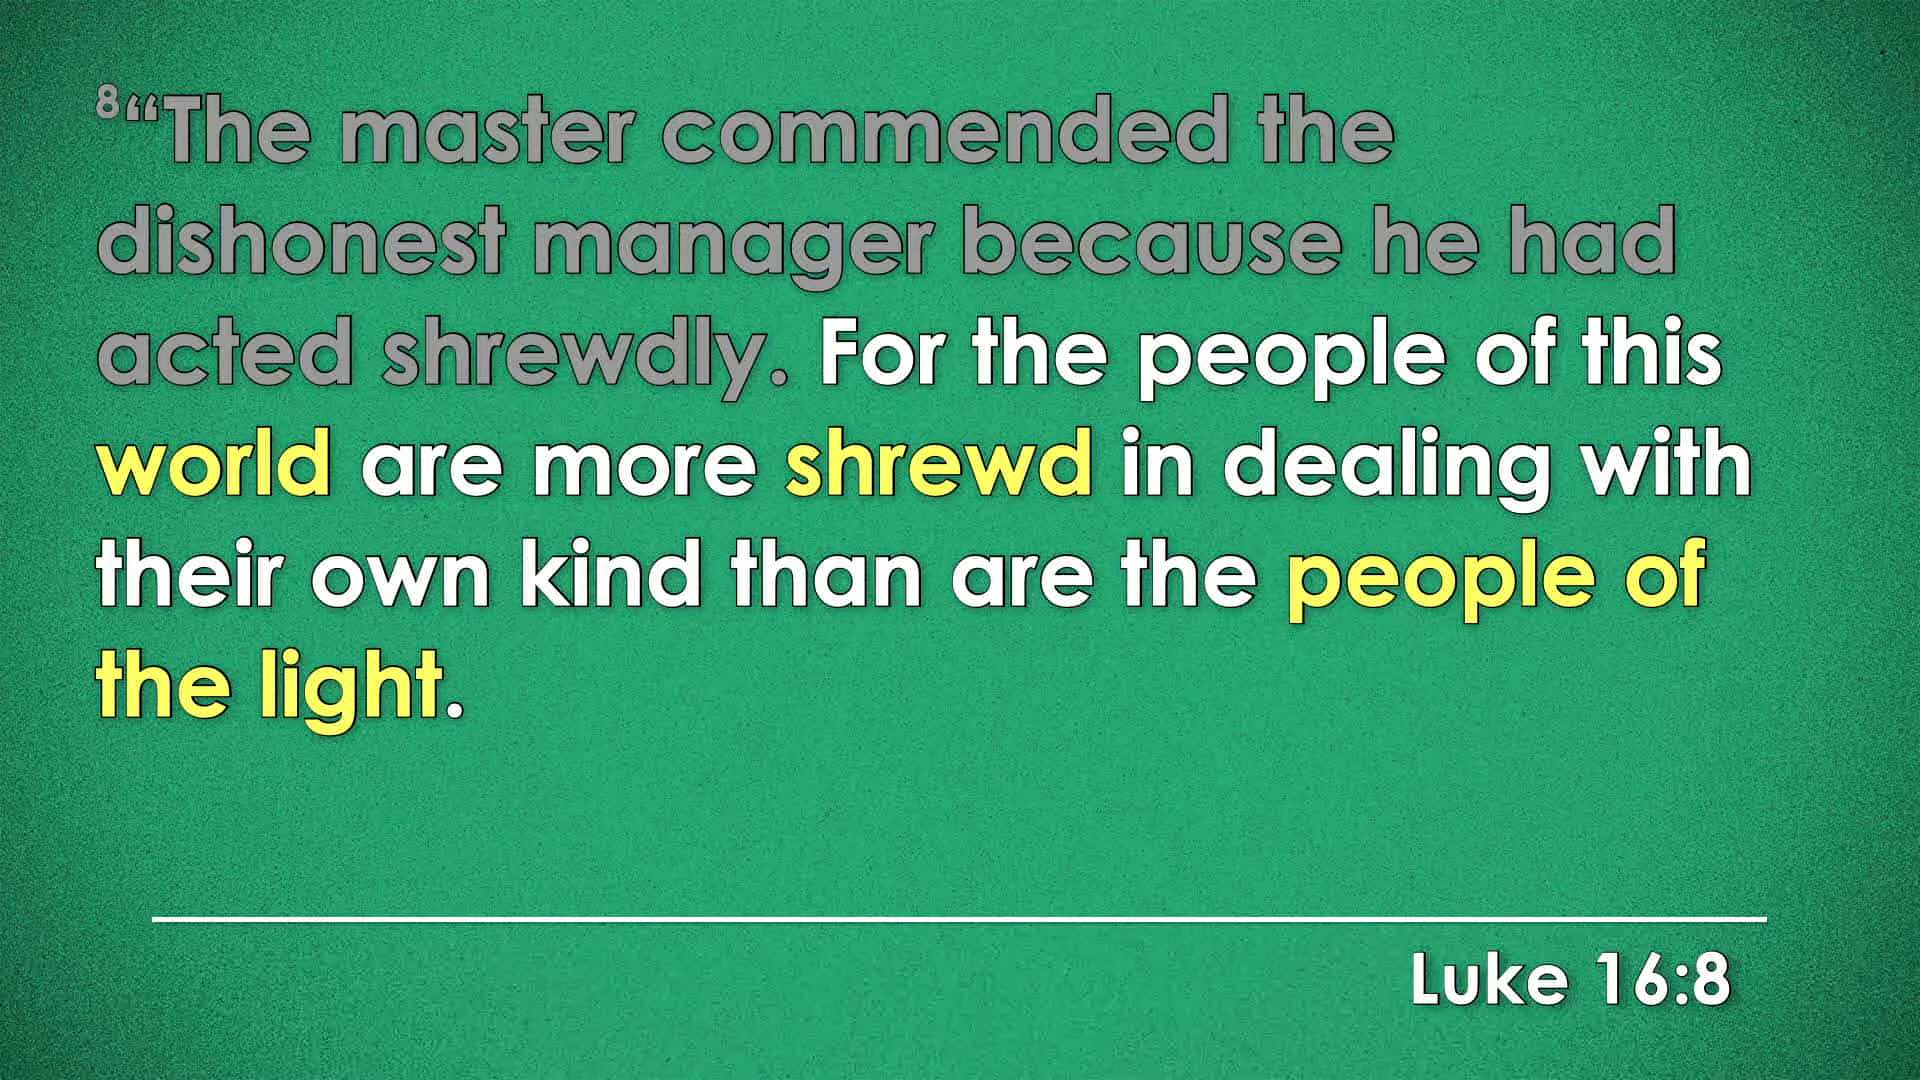 ⁸“The master commended the
dishonest manager because he had
acted shrewdly. For the people of this
world are more shrewd in dealing with
their own kind than are the people of
the light.
Luke 16:8